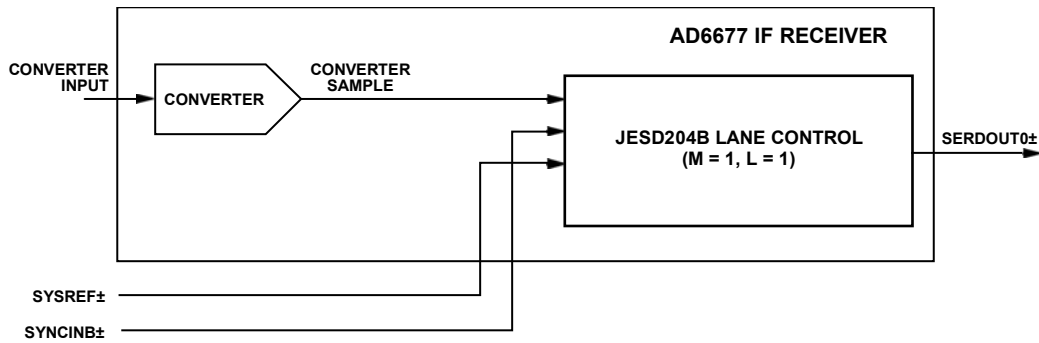 AD6677 IF RECEIVER
CONVERTER
INPUT
CONVERTER
CONVERTER
SAMPLE
JESD204B LANE CONTROL
(M = 1, L = 1)
SERDOUT0±
SYSREF±
SYNCINB±